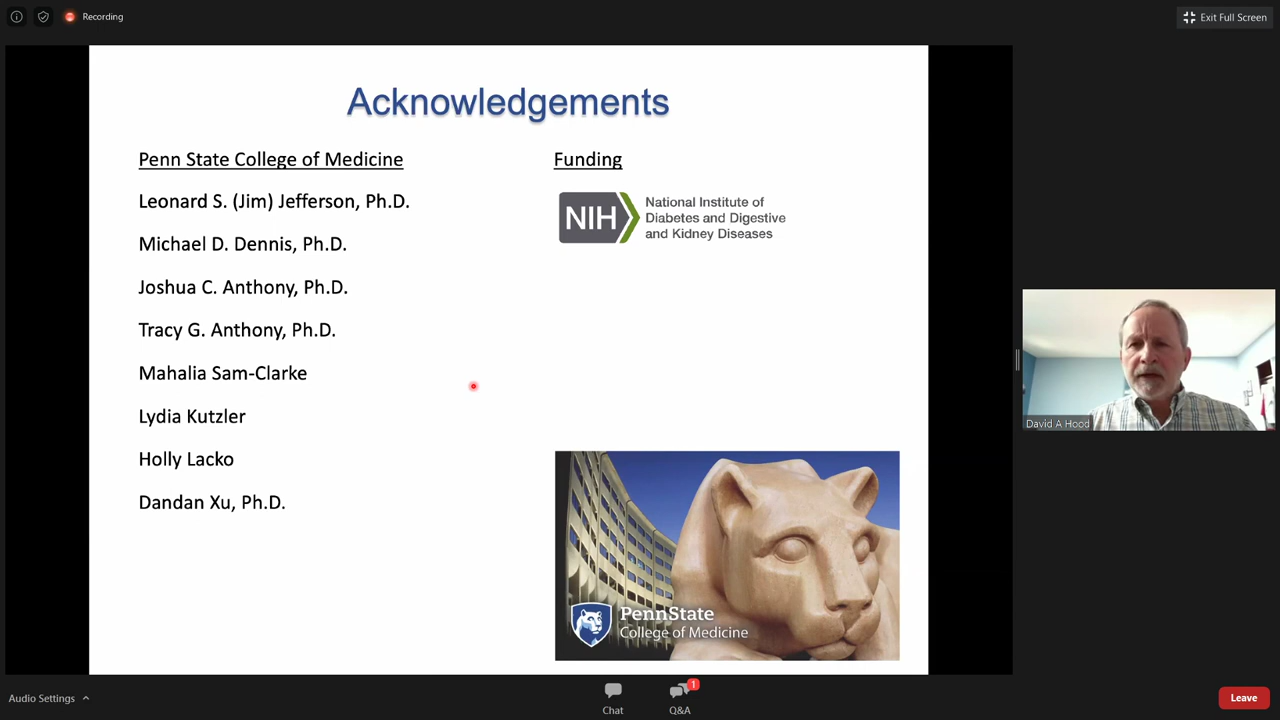 Recording
Exit Full Screen
Acknowledgements
Penn State College of Medicine
Leonard S. (Jim) Jefferson, Ph.D.
Michael D. Dennis, Ph.D.
Joshua C. Anthony, Ph.D.
Tracy G. Anthony, Ph.D.
Mahalia Sam-Clarke
Lydia Kutzler
Holly Lacko
Dandan Xu, Ph.D.
Funding
NIH
National Institute of
Diabetes and Digestive
and Kidney Diseases
PennState
College of Medicine
David A Hood
Audio Settings
Chat
1
Q&A
Leave